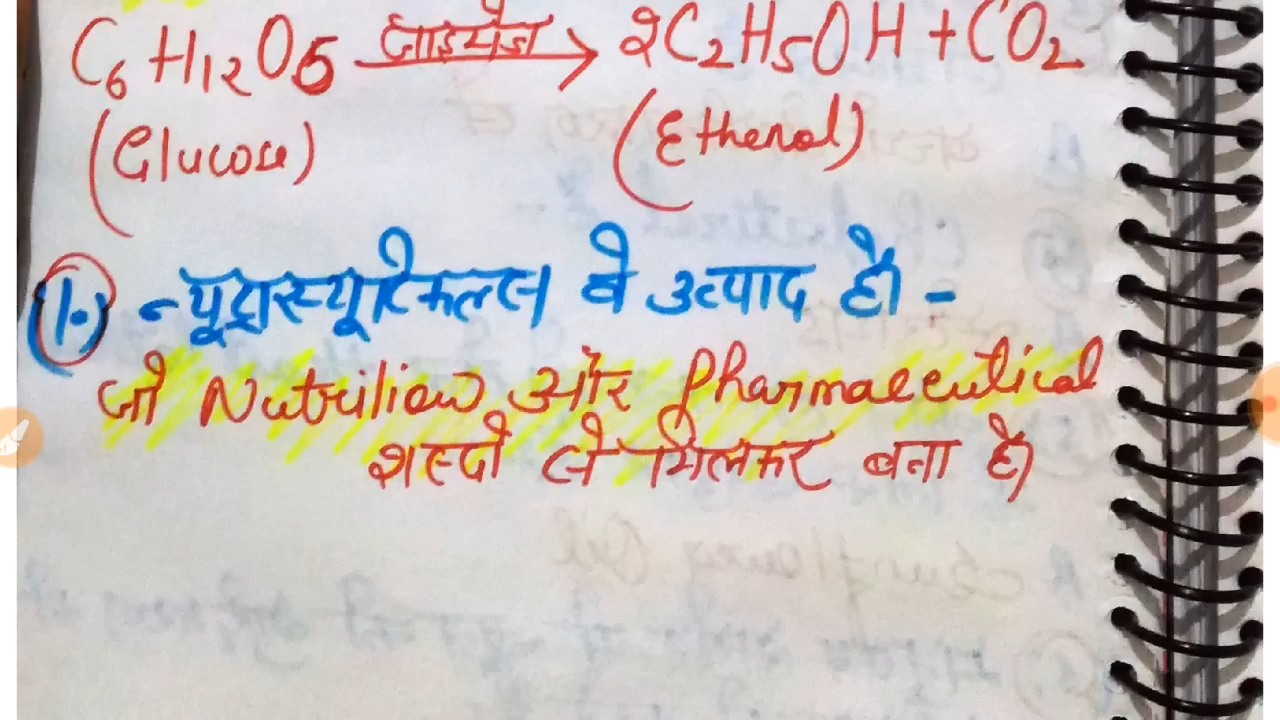 C6H12O6 जाइमेज → 2C2H5OH + CO2
(Glucose) (Ethenol)
1. - न्यूट्रास्यूटिकल्स वे उत्पाद है। -
जो Nutrition और Pharmaceutical
शब्दों से मिलकर बना है।